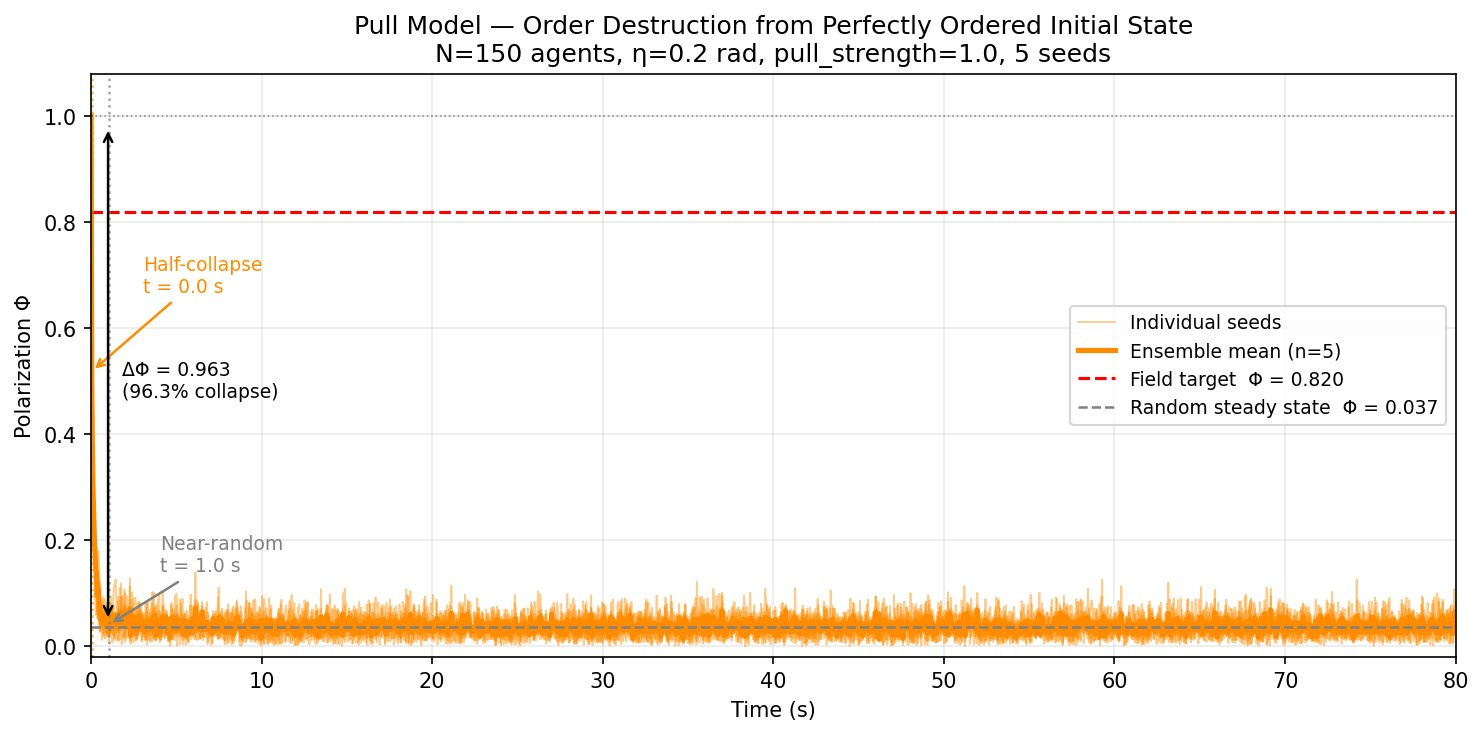 Pull Model — Order Destruction from Perfectly Ordered Initial State
N=150 agents, η=0.2 rad, pull_strength=1.0, 5 seeds
Polarization Φ
1.0
0.8
0.6
0.4
0.2
0.0
Half-collapse
t = 0.0 s
ΔΦ = 0.963
(96.3% collapse)
Near-random
t = 1.0 s
Individual seeds
Ensemble mean (n=5)
Field target  Φ = 0.820
Random steady state  Φ = 0.037
0 10 20 30 40 50 60 70 80
Time (s)